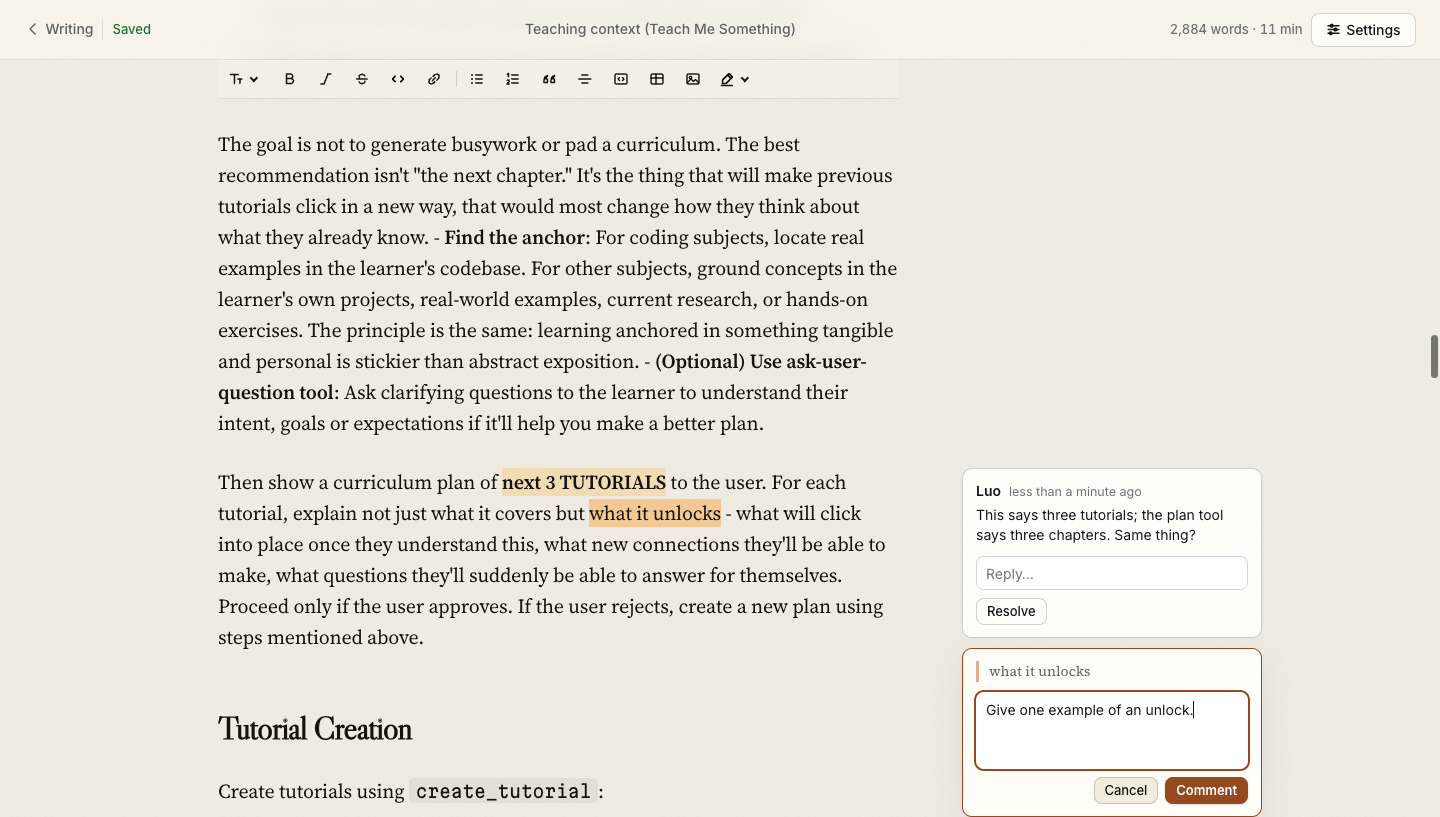 Writing
Saved
Teaching context (Teach Me Something)
2,884 words · 11 min
Settings
The goal is not to generate busywork or pad a curriculum. The best
recommendation isn't "the next chapter." It's the thing that will make previous
tutorials click in a new way, that would most change how they think about
what they already know. - Find the anchor: For coding subjects, locate real
examples in the learner's codebase. For other subjects, ground concepts in the
learner's own projects, real-world examples, current research, or hands-on
exercises. The principle is the same: learning anchored in something tangible
and personal is stickier than abstract exposition. - (Optional) Use ask-user-
question tool: Ask clarifying questions to the learner to understand their
intent, goals or expectations if it'll help you make a better plan.
Then show a curriculum plan of next 3 TUTORIALS to the user. For each
tutorial, explain not just what it covers but what it unlocks - what will click
into place once they understand this, what new connections they'll be able to
make, what questions they'll suddenly be able to answer for themselves.
Proceed only if the user approves. If the user rejects, create a new plan using
steps mentioned above.
Tutorial Creation
Create tutorials using create_tutorial:
Luo less than a minute ago
This says three tutorials; the plan tool
says three chapters. Same thing?
Reply...
Resolve
what it unlocks
Give one example of an unlock.
Cancel
Comment